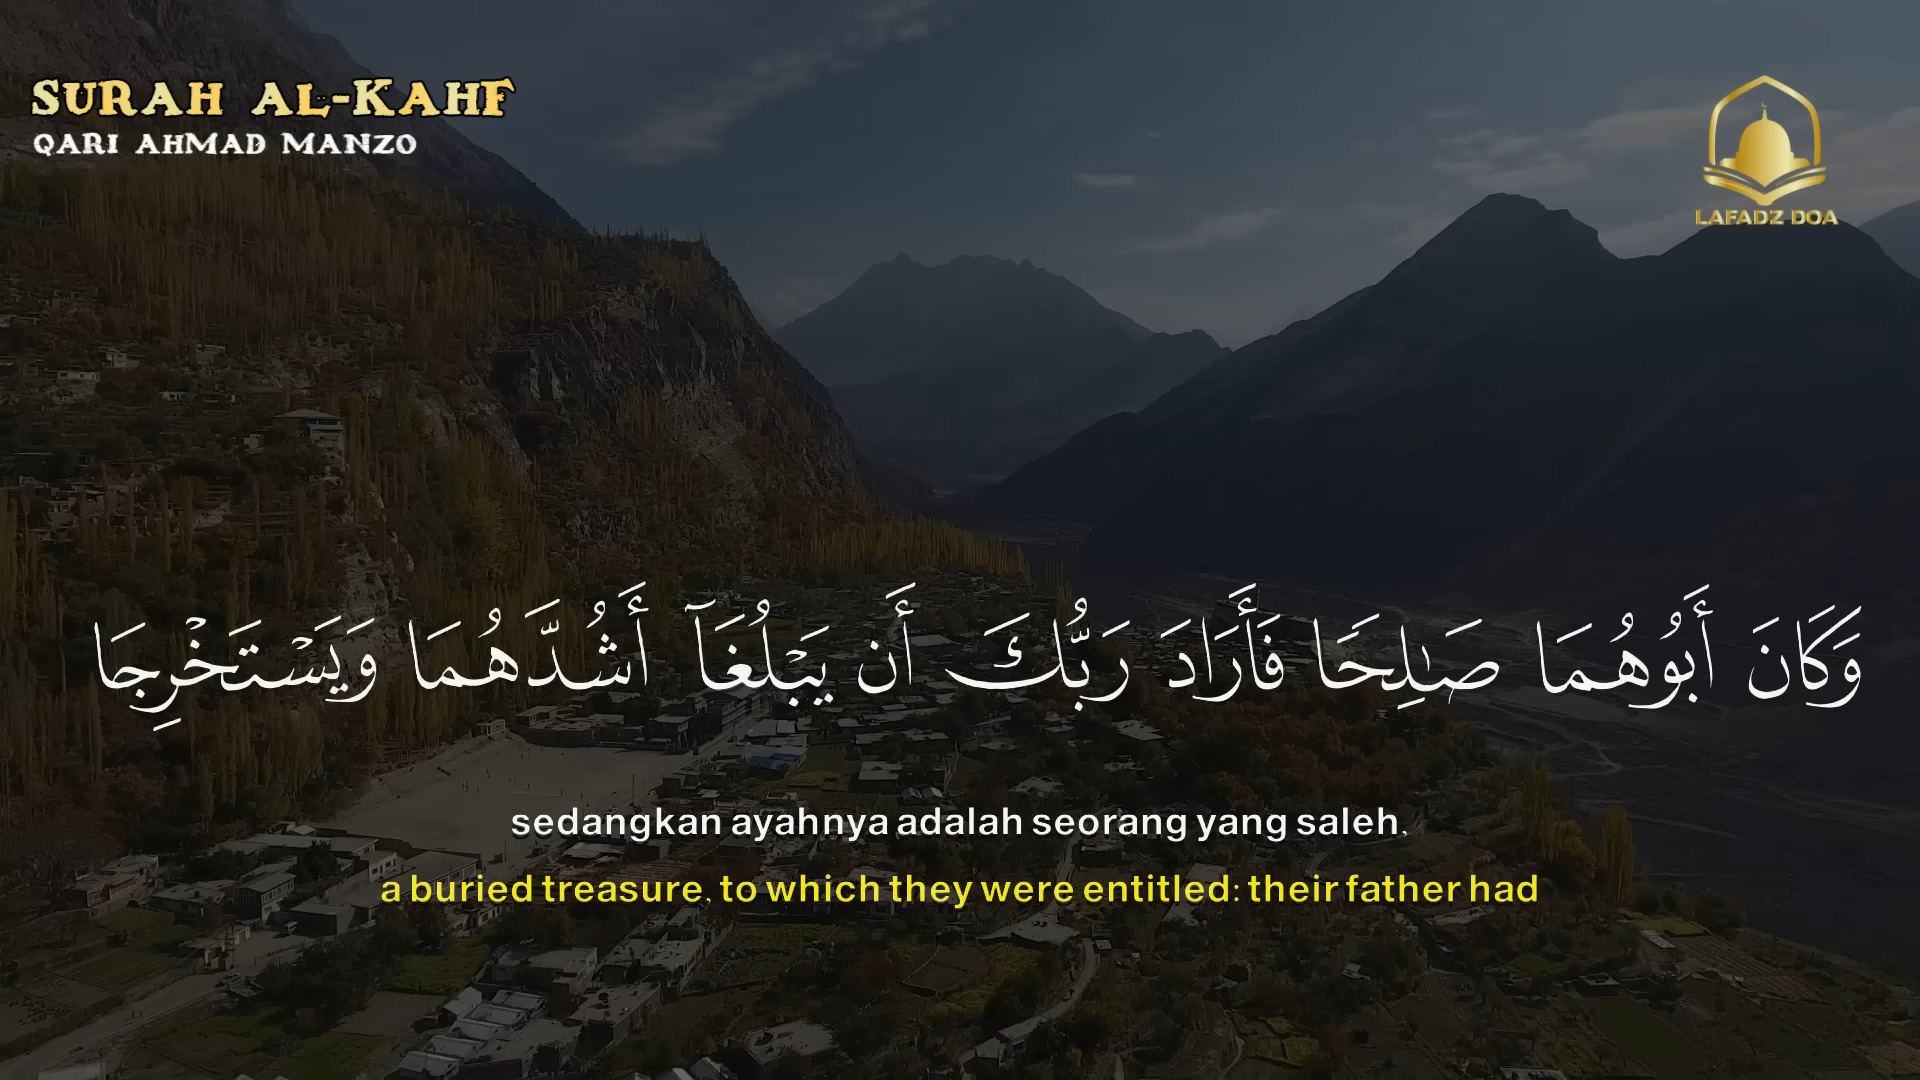 SURAH AL-KAHF
QARI AHMAD MANZO
LAFADZ DOA
وَكَانَ أَبُوهُمَا صَـٰلِحَا فَأَرَادَ رَبُّكَ أَن يَبۡلُغَآ أَشُدَّهُمَا وَيَسۡتَخۡرِجَا
sedangkan ayahnya adalah seorang yang saleh,
a buried treasure, to which they were entitled; their father had